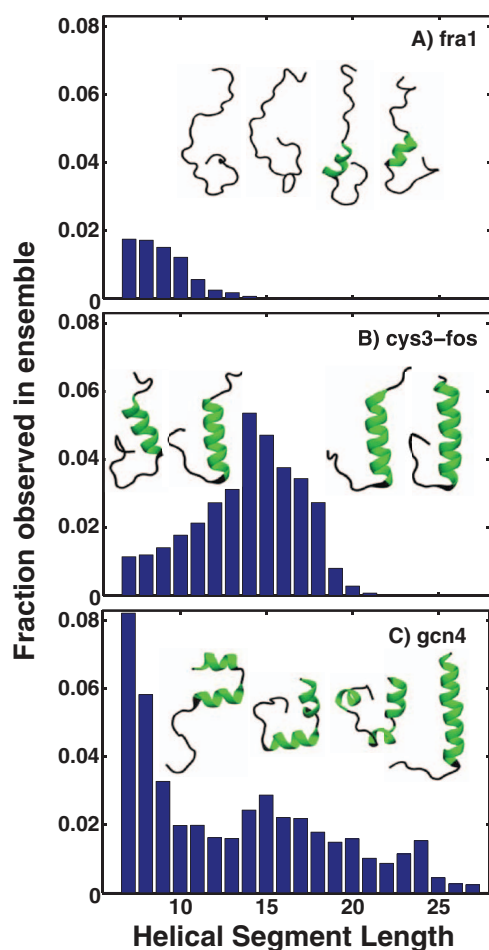 Fraction observed in ensemble
0.08
A) fra1
0.06
0.04
0.02
0
0.08
B) cys3-fos
0.06
0.04
0.02
0
0.08
C) gcn4
0.06
0.04
0.02
0
10 15 20 25
Helical Segment Length